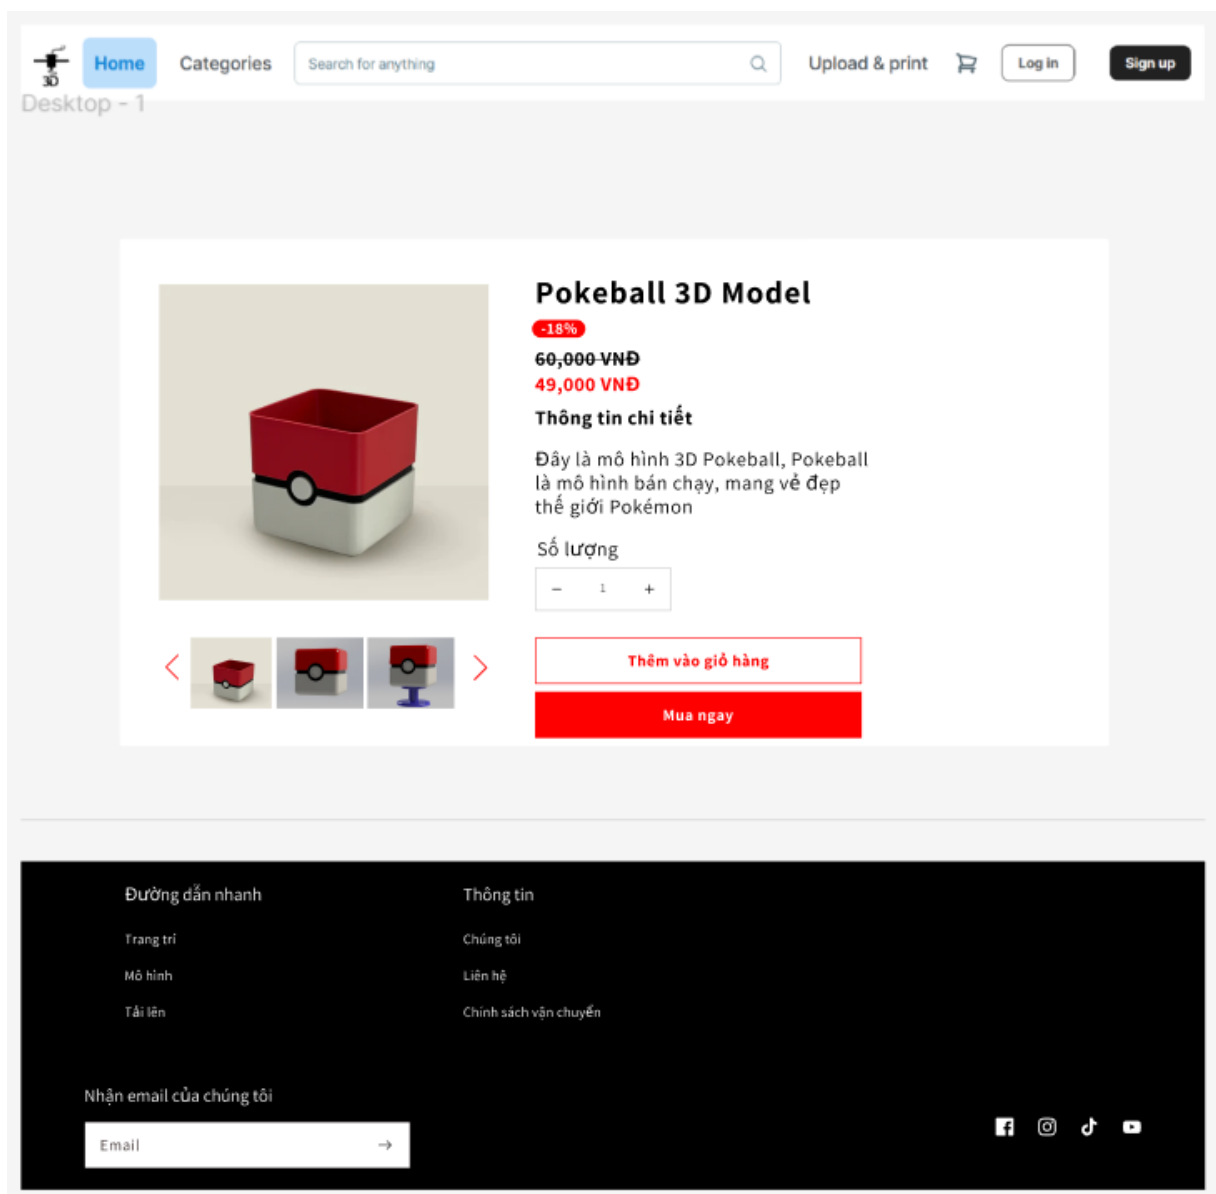 3D
Home
Categories
Search for anything
Upload & print
Log in
Sign up
Desktop - 1
Pokeball 3D Model
-18%
60,000 VNĐ
49,000 VNĐ
Thông tin chi tiết
Đây là mô hình 3D Pokeball, Pokeball
là mô hình bán chạy, mang vẻ đẹp
thế giới Pokémon
Số lượng
− 1 +
Thêm vào giỏ hàng
Mua ngay
Đường dẫn nhanh
Trang trí
Mô hình
Tải lên
Thông tin
Chúng tôi
Liên hệ
Chính sách vận chuyển
Nhận email của chúng tôi
Email